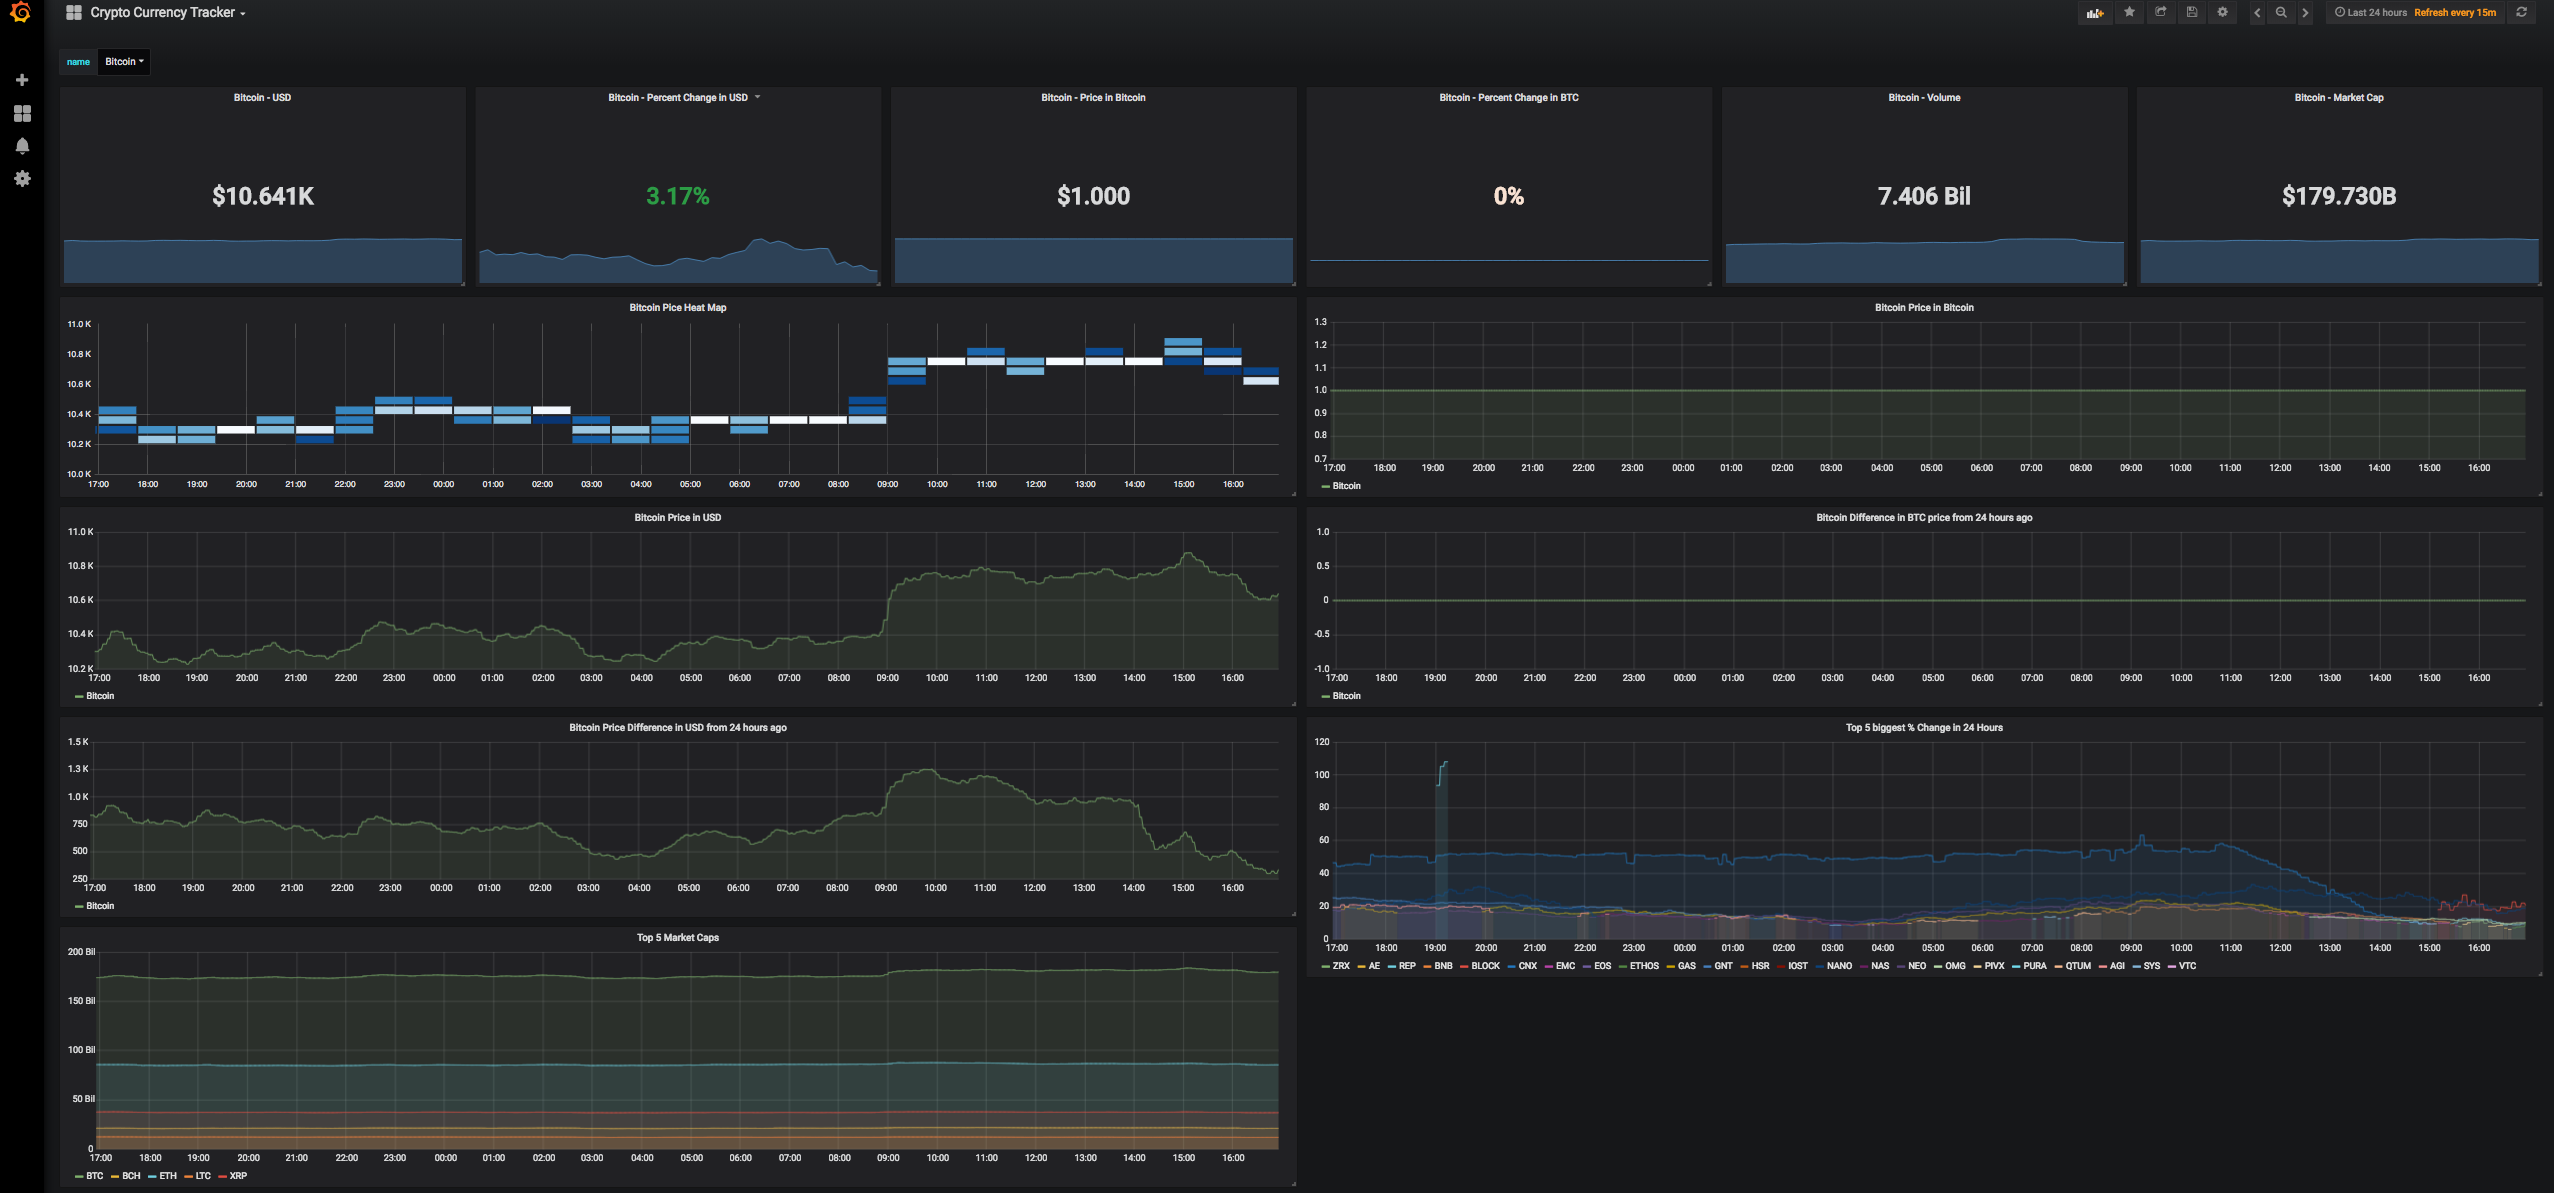 Crypto Currency Tracker
Last 24 hours Refresh every 15m
name Bitcoin
Bitcoin - USD
$10.641K
Bitcoin - Percent Change in USD
3.17%
Bitcoin - Price in Bitcoin
$1.000
Bitcoin - Percent Change in BTC
0%
Bitcoin - Volume
7.406 Bil
Bitcoin - Market Cap
$179.730B
Bitcoin Pice Heat Map
11.0 K
10.8 K
10.6 K
10.4 K
10.2 K
10.0 K
17:00 18:00 19:00 20:00 21:00 22:00 23:00 00:00 01:00 02:00 03:00 04:00 05:00 06:00 07:00 08:00 09:00 10:00 11:00 12:00 13:00 14:00 15:00 16:00
Bitcoin Price in Bitcoin
1.3
1.2
1.1
1.0
0.9
0.8
0.7
17:00 18:00 19:00 20:00 21:00 22:00 23:00 00:00 01:00 02:00 03:00 04:00 05:00 06:00 07:00 08:00 09:00 10:00 11:00 12:00 13:00 14:00 15:00 16:00
Bitcoin
Bitcoin Price in USD
11.0 K
10.8 K
10.6 K
10.4 K
10.2 K
17:00 18:00 19:00 20:00 21:00 22:00 23:00 00:00 01:00 02:00 03:00 04:00 05:00 06:00 07:00 08:00 09:00 10:00 11:00 12:00 13:00 14:00 15:00 16:00
Bitcoin
Bitcoin Difference in BTC price from 24 hours ago
1.0
0.5
0
-0.5
-1.0
17:00 18:00 19:00 20:00 21:00 22:00 23:00 00:00 01:00 02:00 03:00 04:00 05:00 06:00 07:00 08:00 09:00 10:00 11:00 12:00 13:00 14:00 15:00 16:00
Bitcoin
Bitcoin Price Difference in USD from 24 hours ago
1.5 K
1.3 K
1.0 K
750
500
250
17:00 18:00 19:00 20:00 21:00 22:00 23:00 00:00 01:00 02:00 03:00 04:00 05:00 06:00 07:00 08:00 09:00 10:00 11:00 12:00 13:00 14:00 15:00 16:00
Bitcoin
Top 5 biggest % Change in 24 Hours
120
100
80
60
40
20
0
17:00 18:00 19:00 20:00 21:00 22:00 23:00 00:00 01:00 02:00 03:00 04:00 05:00 06:00 07:00 08:00 09:00 10:00 11:00 12:00 13:00 14:00 15:00 16:00
ZRX AE REP BNB BLOCK CNX EMC EOS ETHOS GAS GNT HSR IOST NANO NAS NEO OMG PIVX PURA QTUM AGI SYS VTC
Top 5 Market Caps
200 Bil
150 Bil
100 Bil
50 Bil
0
17:00 18:00 19:00 20:00 21:00 22:00 23:00 00:00 01:00 02:00 03:00 04:00 05:00 06:00 07:00 08:00 09:00 10:00 11:00 12:00 13:00 14:00 15:00 16:00
BTC BCH ETH LTC XRP